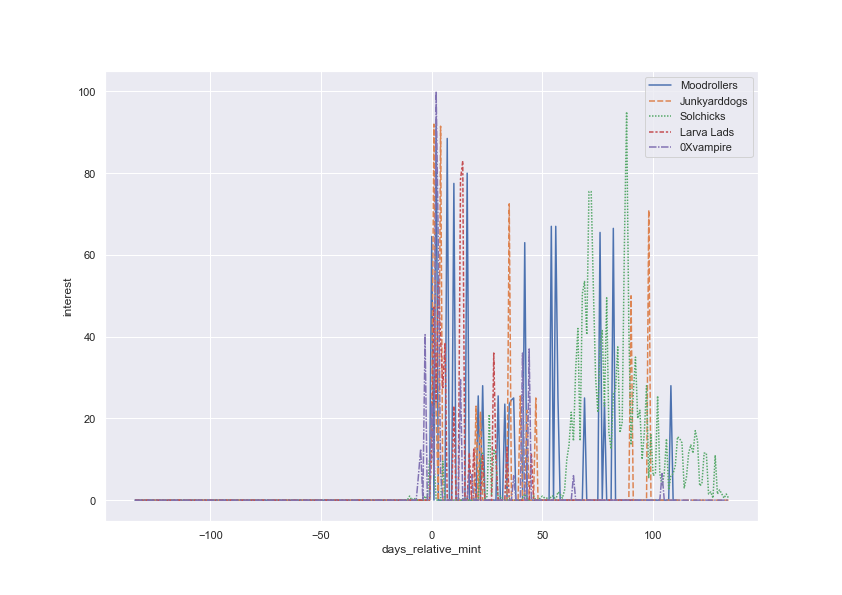 Moodrollers
Junkyarddogs
Solchicks
Larva Lads
0Xvampire
100
80
60
40
20
0
interest
−100
−50
0
50
100
days_relative_mint